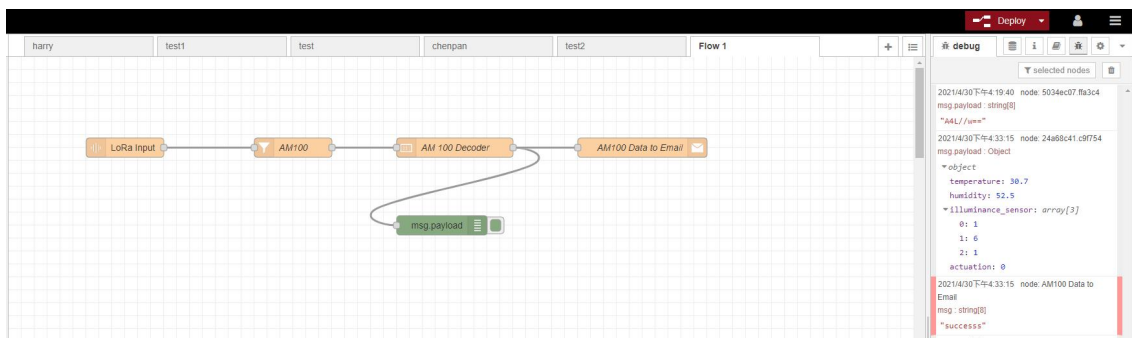 Deploy
harry test1 test chenpan test2 Flow 1
debug i
selected nodes
2021/4/30下午4:19:40 node: 5034ec07.ffa3c4
msg.payload : string[8]
"A4L//u=="
2021/4/30下午4:33:15 node: 24a68c41.c9f754
msg.payload : Object
object
temperature: 30.7
humidity: 52.5
illuminance_sensor: array[3]
0: 1
1: 6
2: 1
actuation: 0
2021/4/30下午4:33:15 node: AM100 Data to
Email
msg : string[8]
"successs"
LoRa Input AM100 AM 100 Decoder AM100 Data to Email
msg.payload